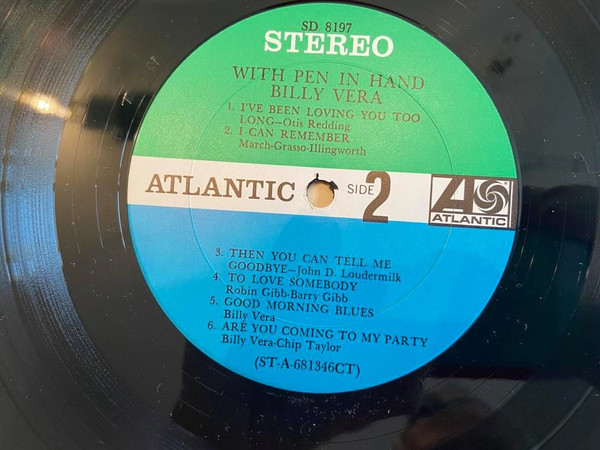 SD 8197
STEREO
WITH PEN IN HAND
BILLY VERA
1. I'VE BEEN LOVING YOU TOO
LONG—Otis Redding
2. I CAN REMEMBER
March-Grasso-Illingworth
ATLANTIC SIDE 2
ATLANTIC
3. THEN YOU CAN TELL ME
GOODBYE—John D. Loudermilk
4. TO LOVE SOMEBODY
Robin Gibb-Barry Gibb
5. GOOD MORNING BLUES
Billy Vera
6. ARE YOU COMING TO MY PARTY
Billy Vera-Chip Taylor
(ST-A-681346CT)